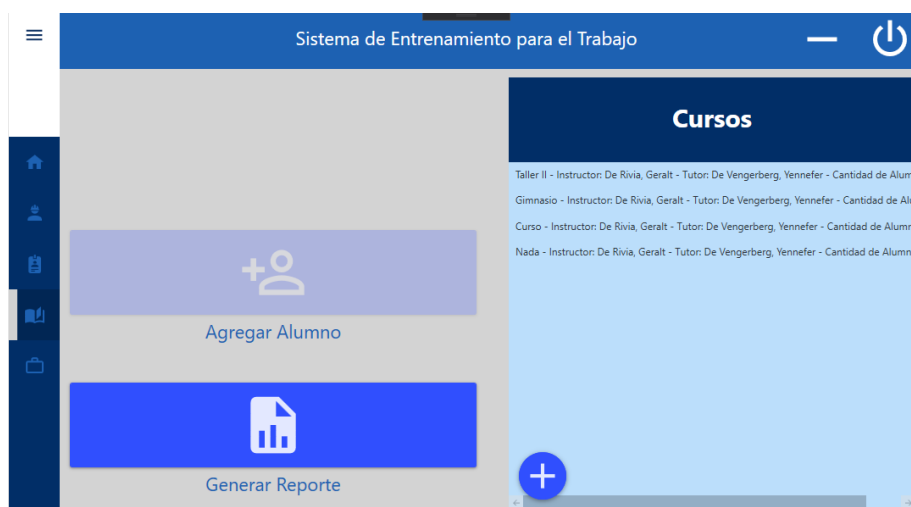 Sistema de Entrenamiento para el Trabajo
Cursos
Taller II - Instructor: De Rivia, Geralt - Tutor: De Vengerberg, Yennefer - Cantidad de Alum
Gimnasio - Instructor: De Rivia, Geralt - Tutor: De Vengerberg, Yennefer - Cantidad de Al
Curso - Instructor: De Rivia, Geralt - Tutor: De Vengerberg, Yennefer - Cantidad de Alumn
Nada - Instructor: De Rivia, Geralt - Tutor: De Vengerberg, Yennefer - Cantidad de Alumn
Agregar Alumno
Generar Reporte